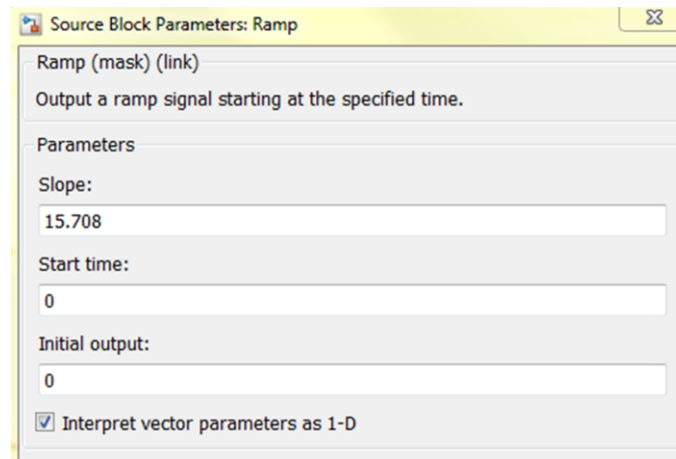 Source Block Parameters: Ramp
Ramp (mask) (link)
Output a ramp signal starting at the specified time.
Parameters
Slope:
15.708
Start time:
0
Initial output:
0
Interpret vector parameters as 1-D